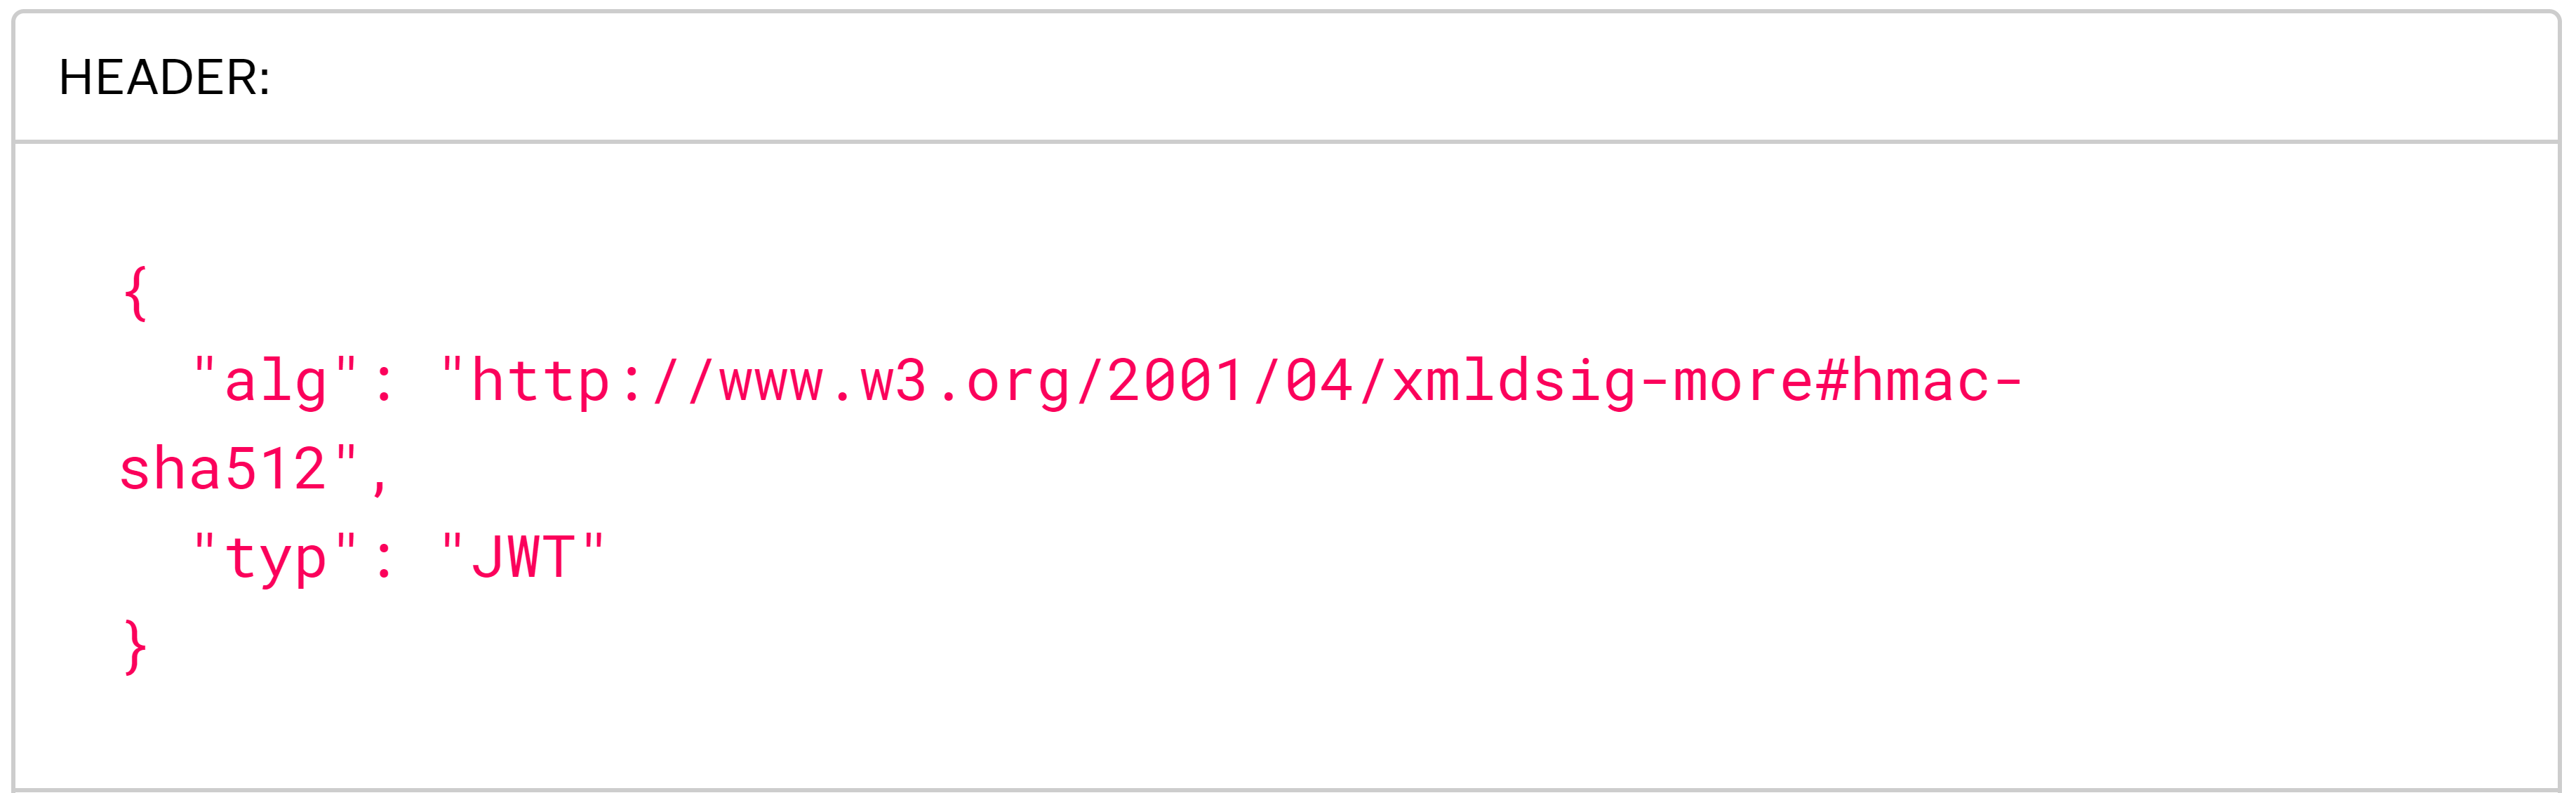 HEADER:
{
  "alg": "http://www.w3.org/2001/04/xmldsig-more#hmac-
sha512",
  "typ": "JWT"
}